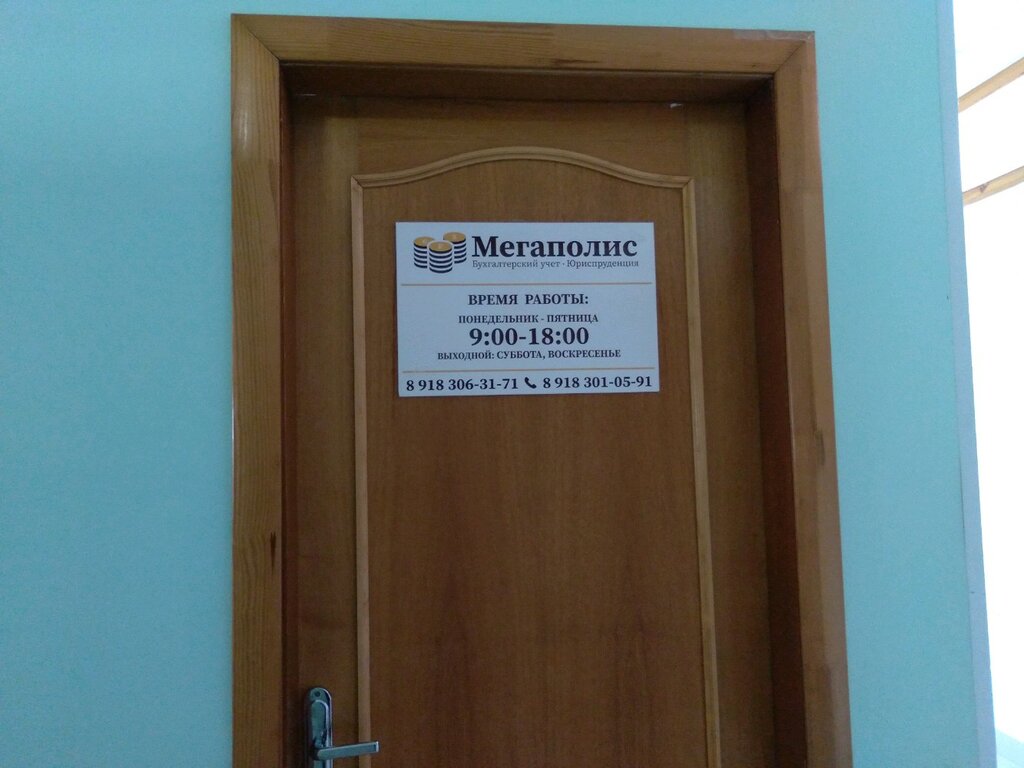 Мегаполис
Бухгалтерский учет · Юриспруденция
ВРЕМЯ РАБОТЫ:
ПОНЕДЕЛЬНИК - ПЯТНИЦА
9:00-18:00
ВЫХОДНОЙ: СУББОТА, ВОСКРЕСЕНЬЕ
8 918 306-31-71 8 918 301-05-91